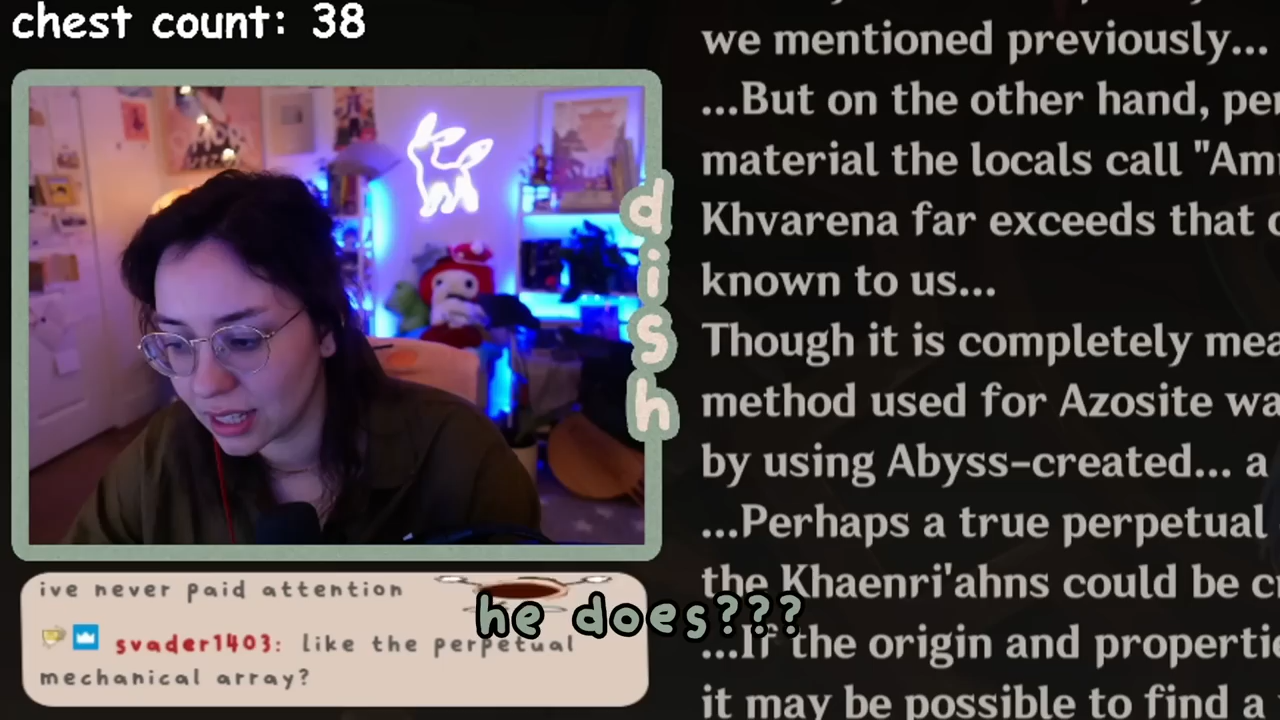 chest count: 38
dish
ive never paid attention
svader1403: like the perpetual
mechanical array?
he does???
we mentioned previously...
...But on the other hand, per
material the locals call "Am
Khvarena far exceeds that
known to us...
Though it is completely mea
method used for Azosite wa
by using Abyss-created... a
...Perhaps a true perpetual
the Khaenri'ahns could be c
...If the origin and properti
it may be possible to find a